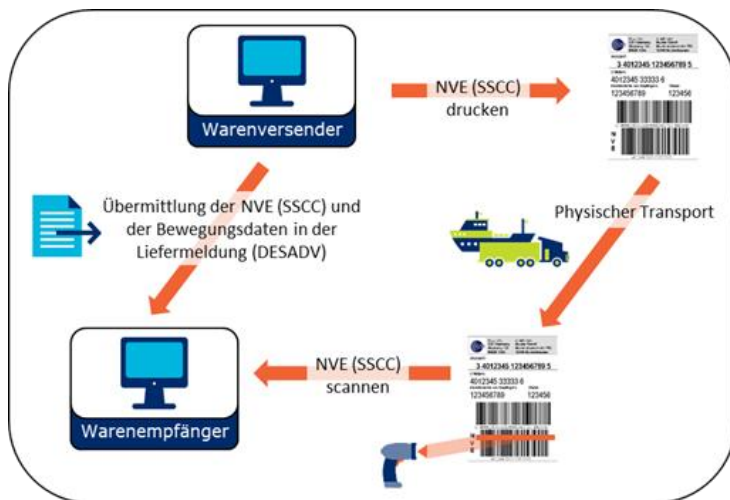 Warenversender
NVE (SSCC)
drucken
3 4012345 123456789 5
4012345 33333 6
123456789 123456
N
V
E
Übermittlung der NVE (SSCC) und
der Bewegungsdaten in der
Liefermeldung (DESADV)
Physischer Transport
Warenempfänger
NVE (SSCC)
scannen
3 4012345 123456789 5
4012345 33333 6
123456789 123456